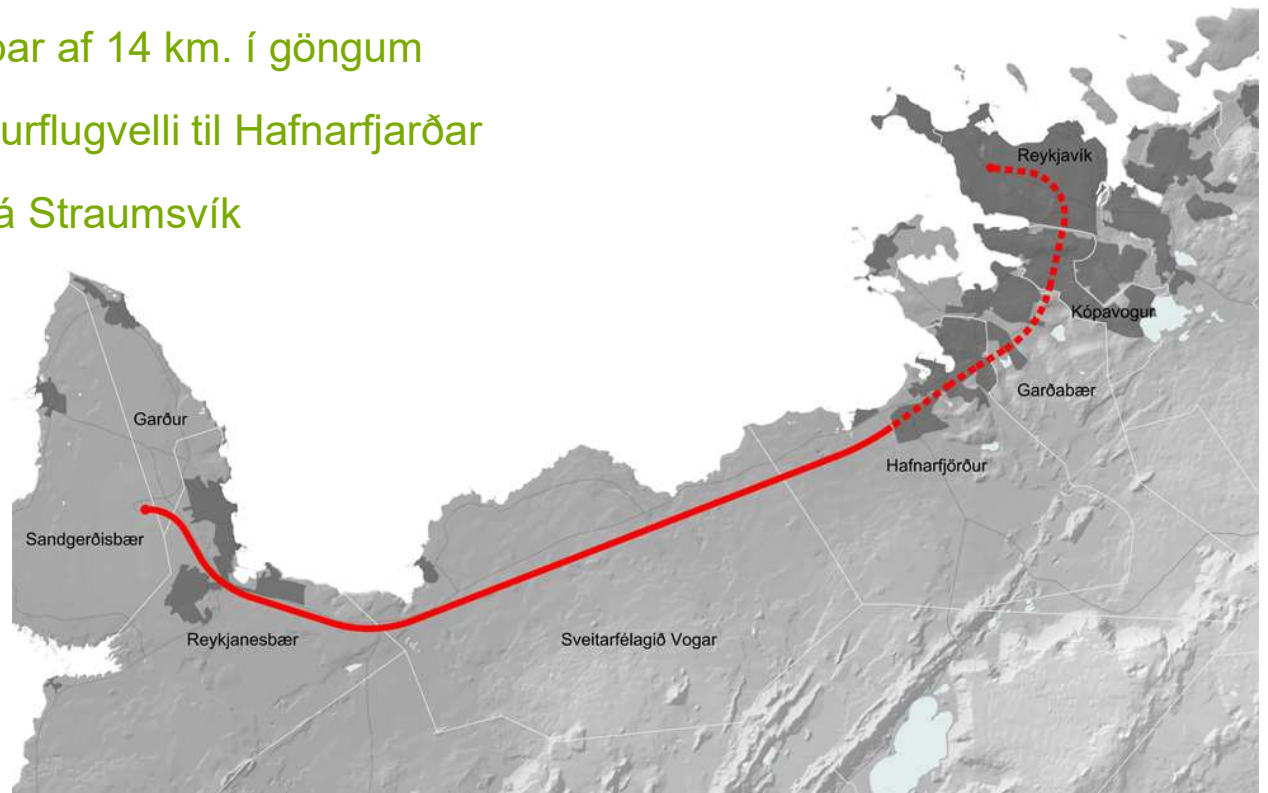 þar af 14 km. í göngum
urflugvelli til Hafnarfjarðar
á Straumsvík
Reykjavík
Kópavogur
Garðabær
Garður
Hafnarfjörður
Sandgerðisbær
Reykjanesbær
Sveitarfélagið Vogar